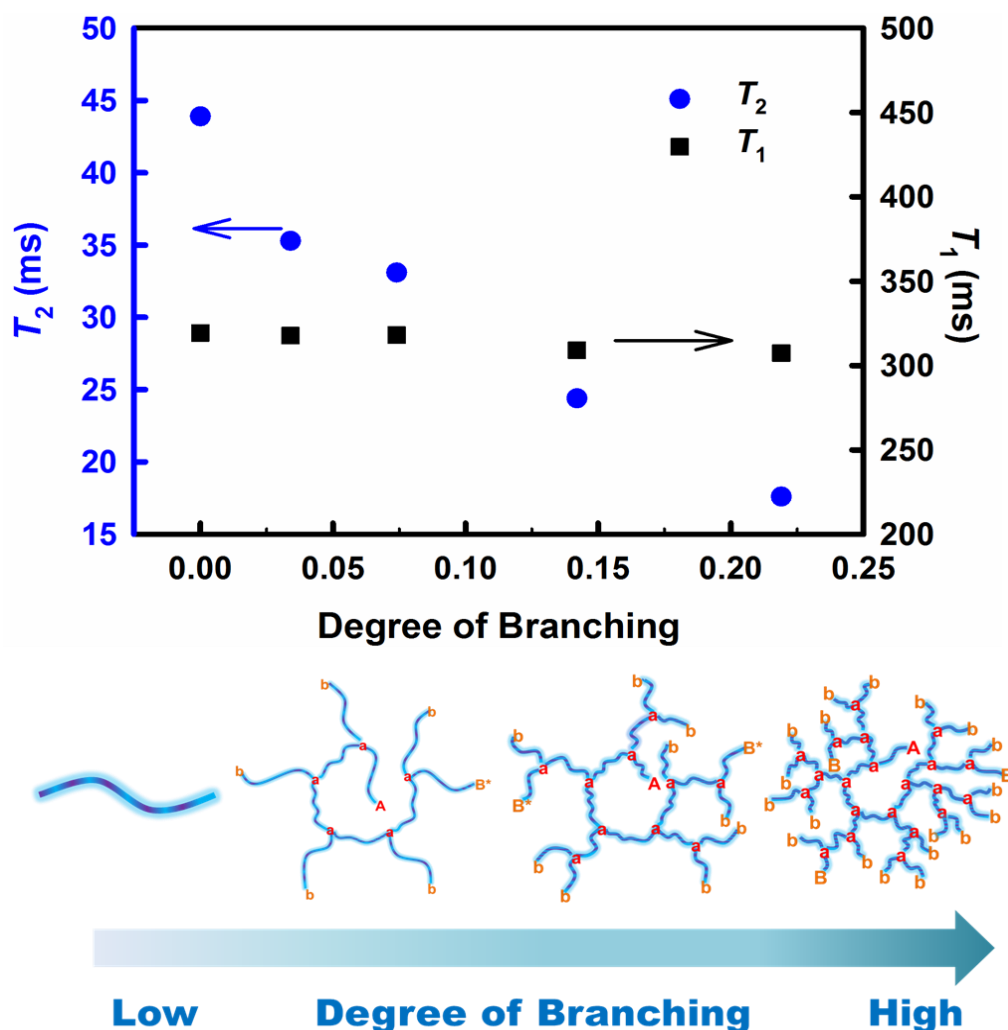 50
45
40
35
30
25
20
15
T2 (ms)
500
450
400
350
300
250
200
T1 (ms)
T2
T1
0.00 0.05 0.10 0.15 0.20 0.25
Degree of Branching
b
b
b
a
a
a
A
B*
a
a
b
b
b
a
b
b
b
a
a
a
B*
A
a
a
B*
b
a
a
b
b
a
a
b
b
b
b
b
b
b
a
b
a
A
b
b
b
B
a
a
b
a
a
a
B
b
a
a
a
a
b
a
a
b
b
a
a
b
b
b
a
a
b
B
b
b
Low Degree of Branching High